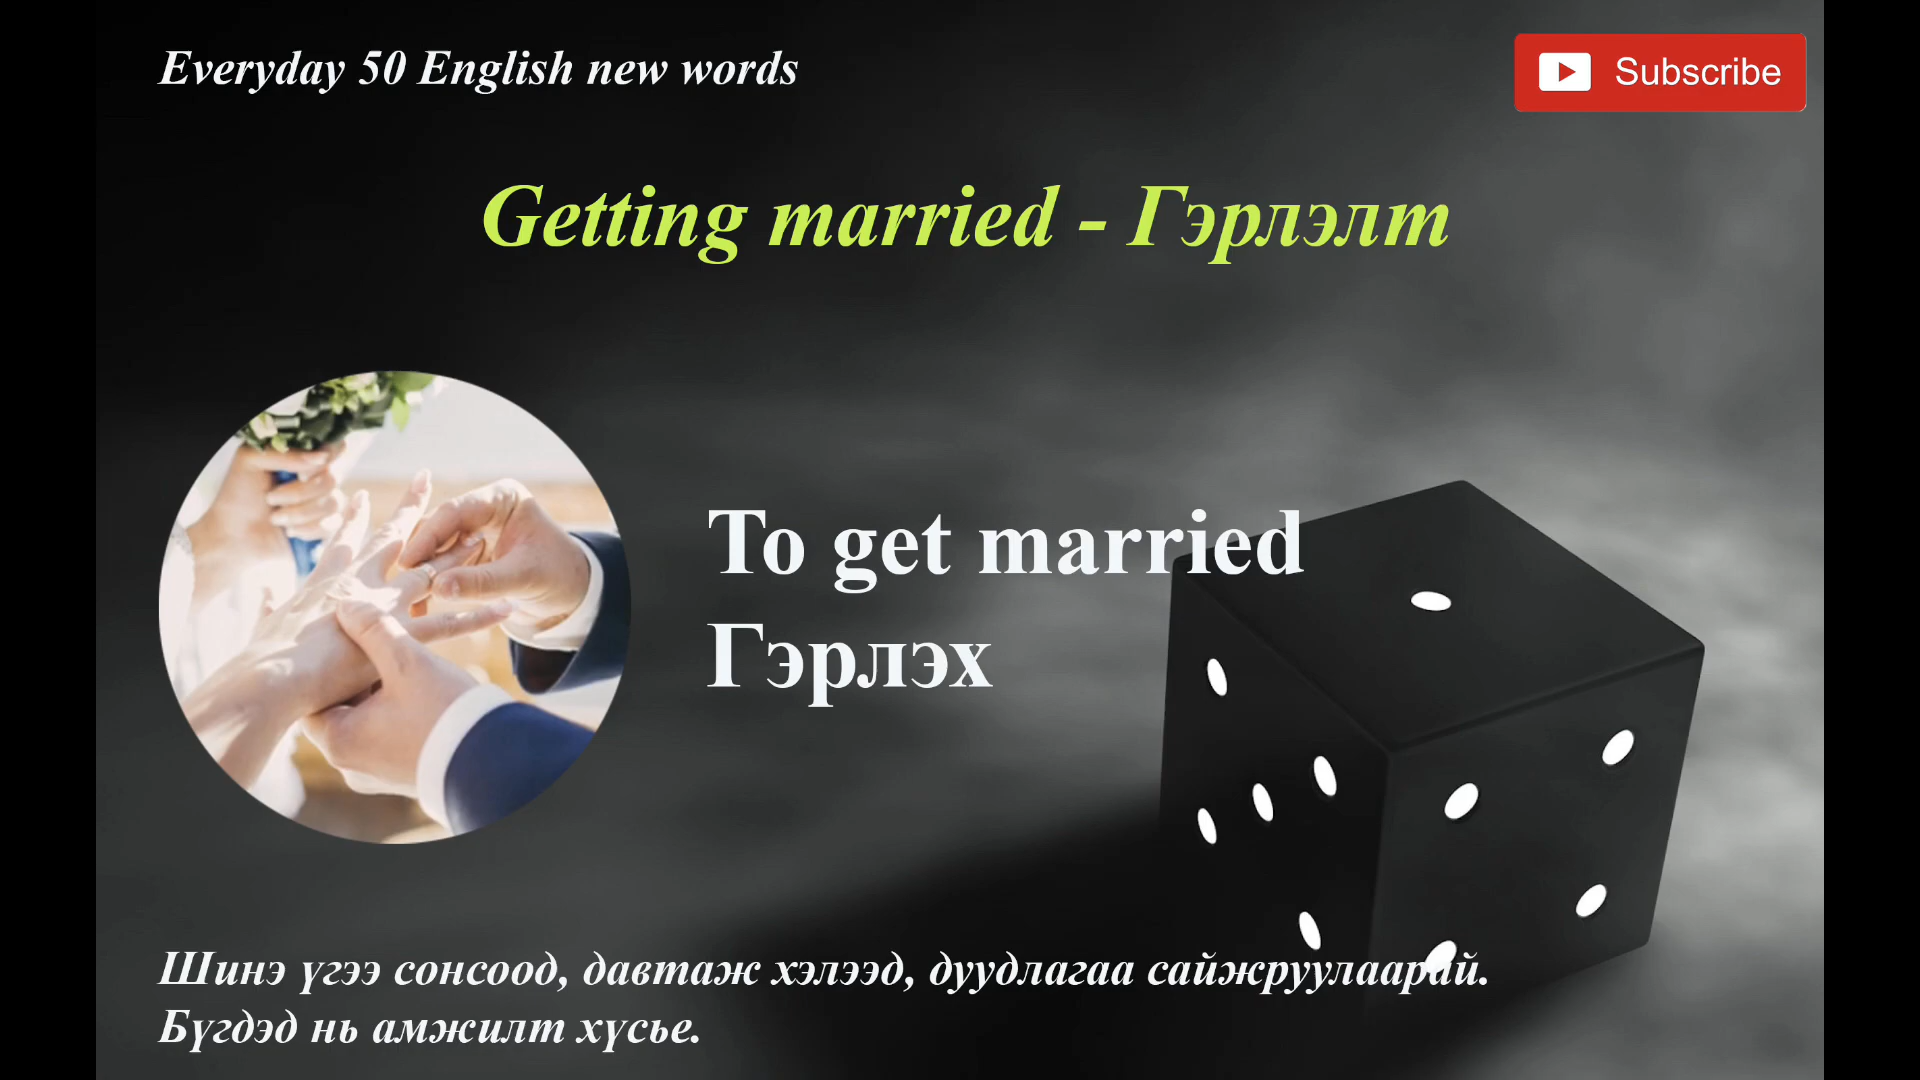 Everyday 50 English new words
Subscribe
Getting married - Гэрлэлт
To get married
Гэрлэх
Шинэ үгээ сонсоод, давтаж хэлээд, дуудлагаа сайжруулаарай.
Бүгдэд нь амжилт хүсье.